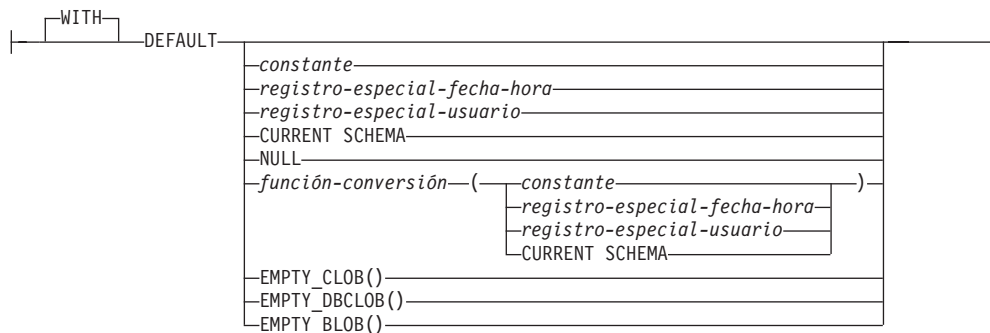 WITH
DEFAULT
constante
registro-especial-fecha-hora
registro-especial-usuario
CURRENT SCHEMA
NULL
función-conversión ( constante )
registro-especial-fecha-hora
registro-especial-usuario
CURRENT SCHEMA
EMPTY_CLOB()
EMPTY_DBCLOB()
EMPTY_BLOB()